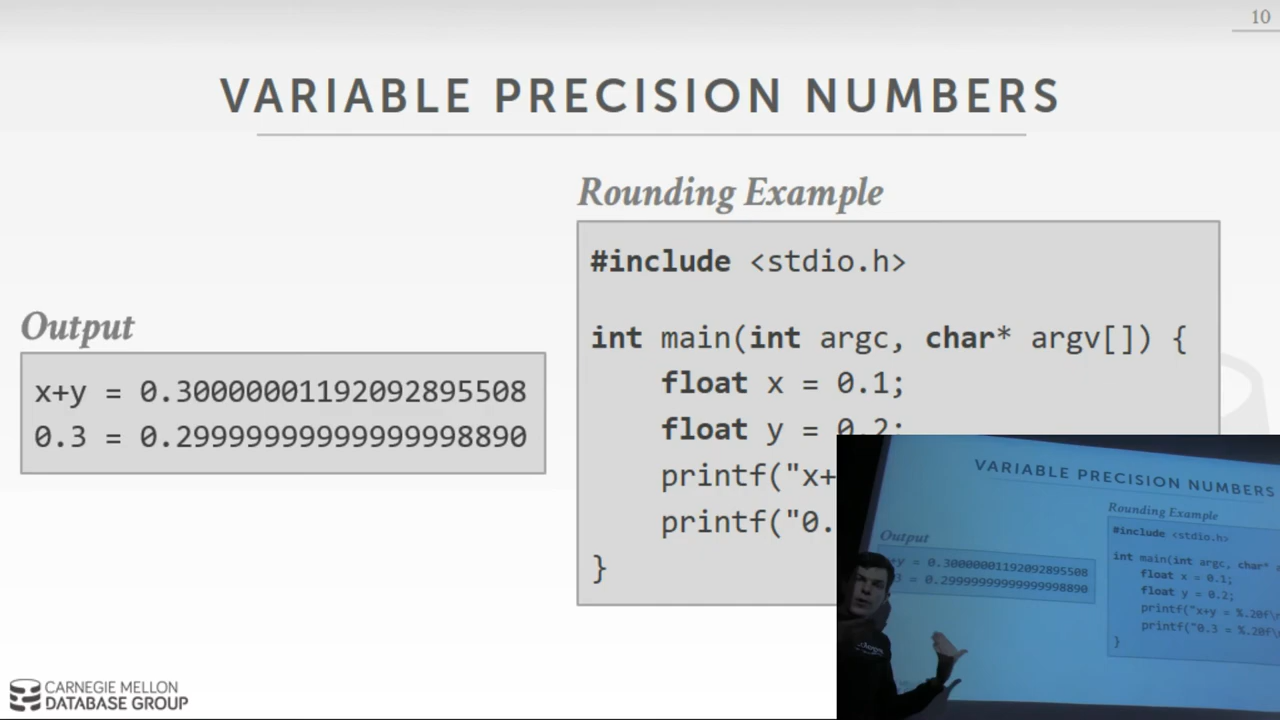 10
VARIABLE PRECISION NUMBERS
Rounding Example
#include <stdio.h>
int main(int argc, char* argv[]) {
float x = 0.1;
float y = 0.2;
printf("x+
printf("0.
}
Output
x+y = 0.30000001192092895508
0.3 = 0.29999999999999998890
VARIABLE PRECISION NUMBERS
Rounding Example
#include <stdio.h>
int main(int argc, char*
float x = 0.1;
float y = 0.2;
printf("x+y = %.20f\n
printf("0.3 = %.20f\
}
Output
+y = 0.30000001192092895508
3 = 0.29999999999999998890
CARNEGIE MELLON
DATABASE GROUP